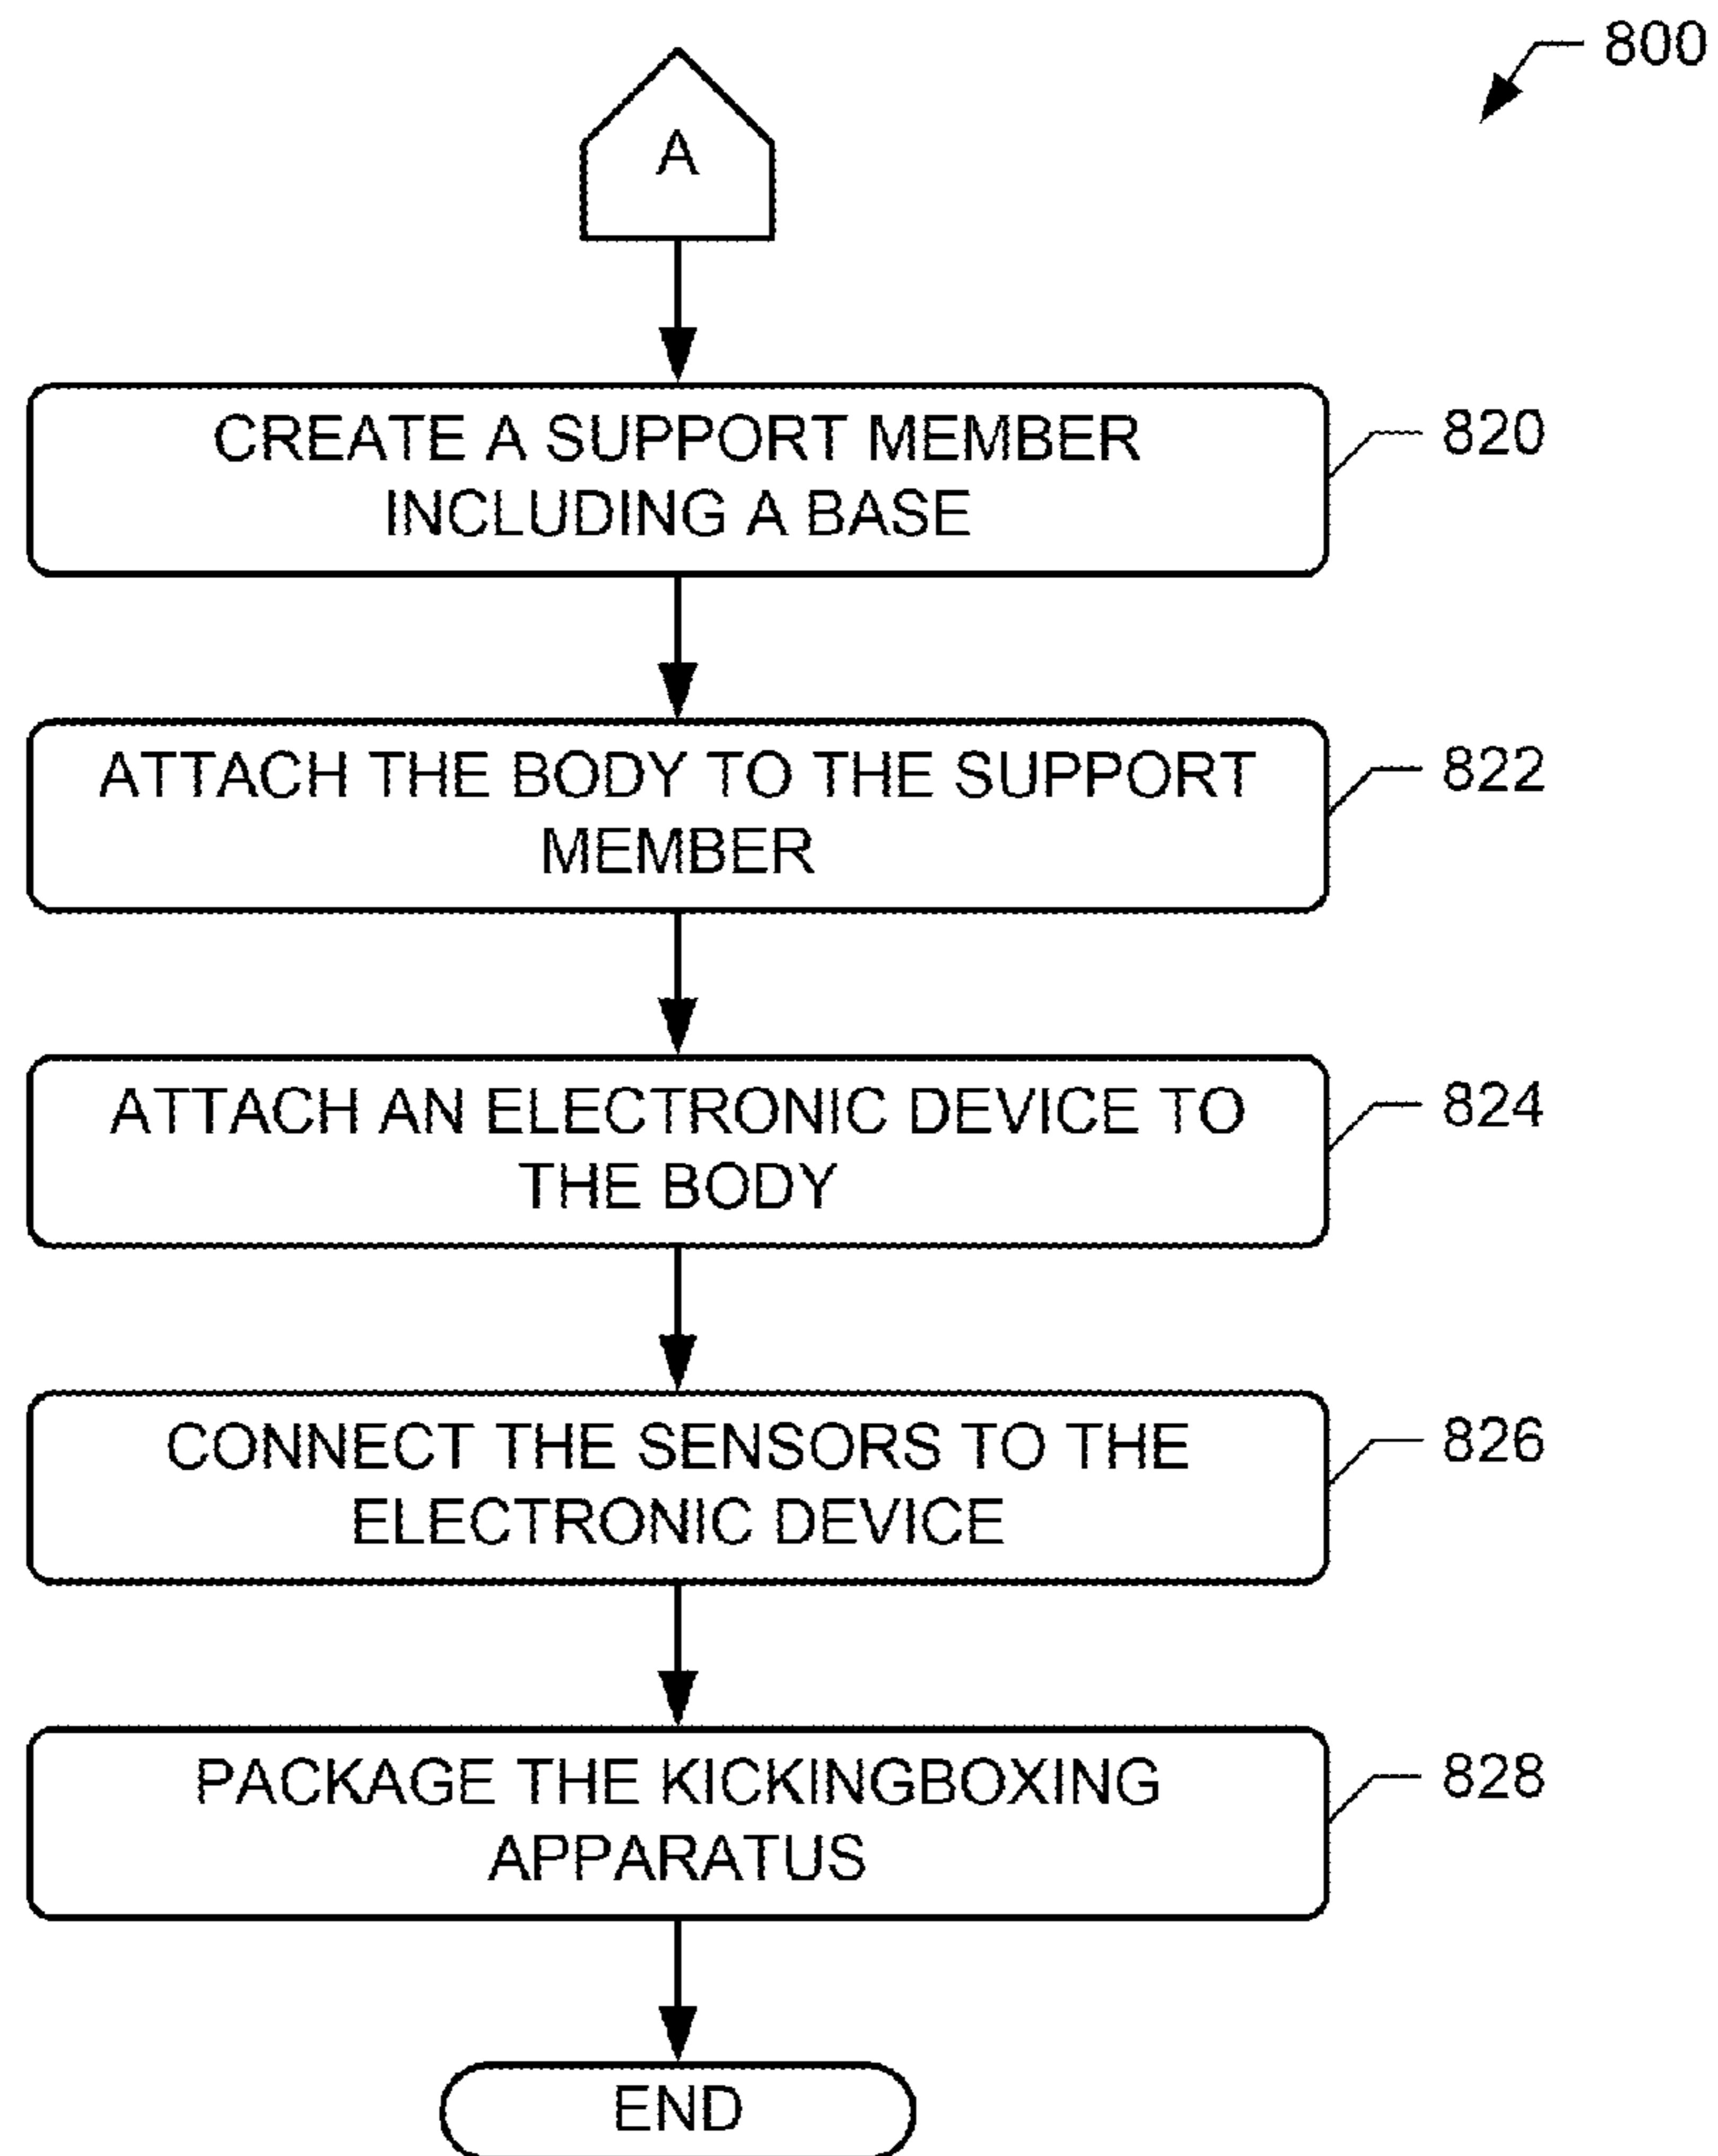 800
A
CREATE A SUPPORT MEMBER
INCLUDING A BASE
820
ATTACH THE BODY TO THE SUPPORT
MEMBER
822
ATTACH AN ELECTRONIC DEVICE TO
THE BODY
824
CONNECT THE SENSORS TO THE
ELECTRONIC DEVICE
826
PACKAGE THE KICKINGBOXING
APPARATUS
828
END